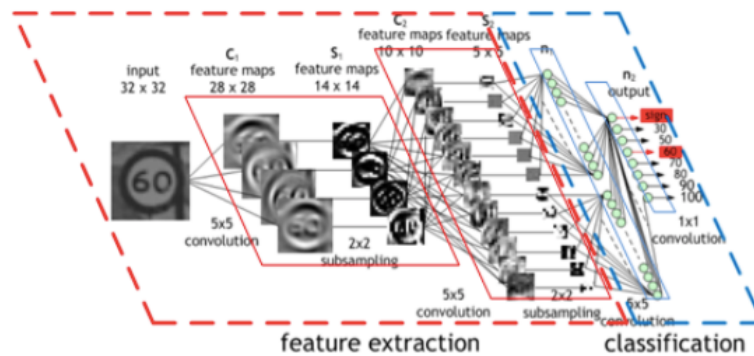 C₂ S₂
C₁ S₁ feature maps feature maps n₁
input feature maps feature maps 10 x 10 5 x 5 n₂
32 x 32 28 x 28 14 x 14 output
sign
30
50
60
70
80
90
100
60
5x5
convolution
2x2
subsampling
1x1
convolution
5x5
convolution
2x2
subsampling
5x5
convolution
feature extraction classification